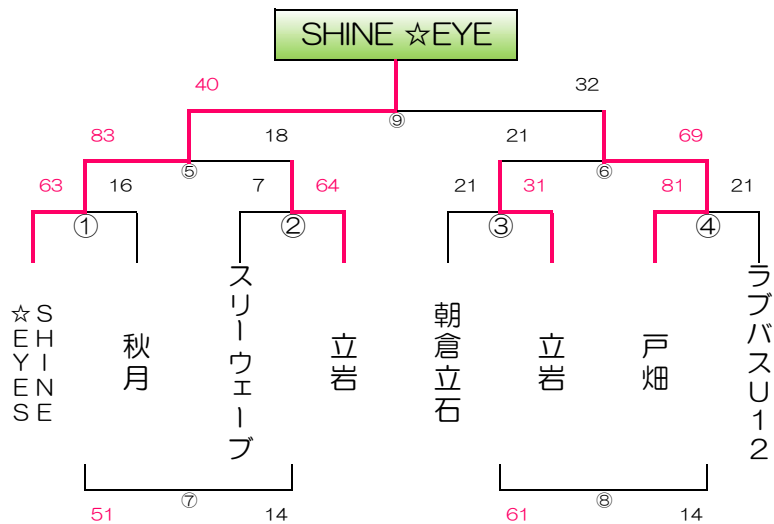 SHINE ☆EYE
40
32
⑨
83
18
21
69
⑤
⑥
63
16
7
64
21
31
81
21
①
②
③
④
SHINE
☆EYES
秋月
スリーウェーブ
立岩
朝倉立石
立岩
戸畑
ラブバスU12
⑦
⑧
51
14
61
14